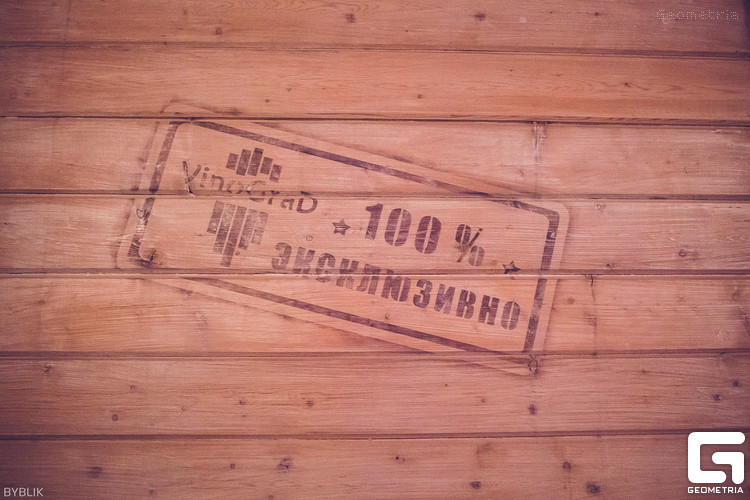 Geometria
VinoGraD
100 %
ЭКСКЛЮЗИВНО
BYBLIK
G
GEOMETRIA